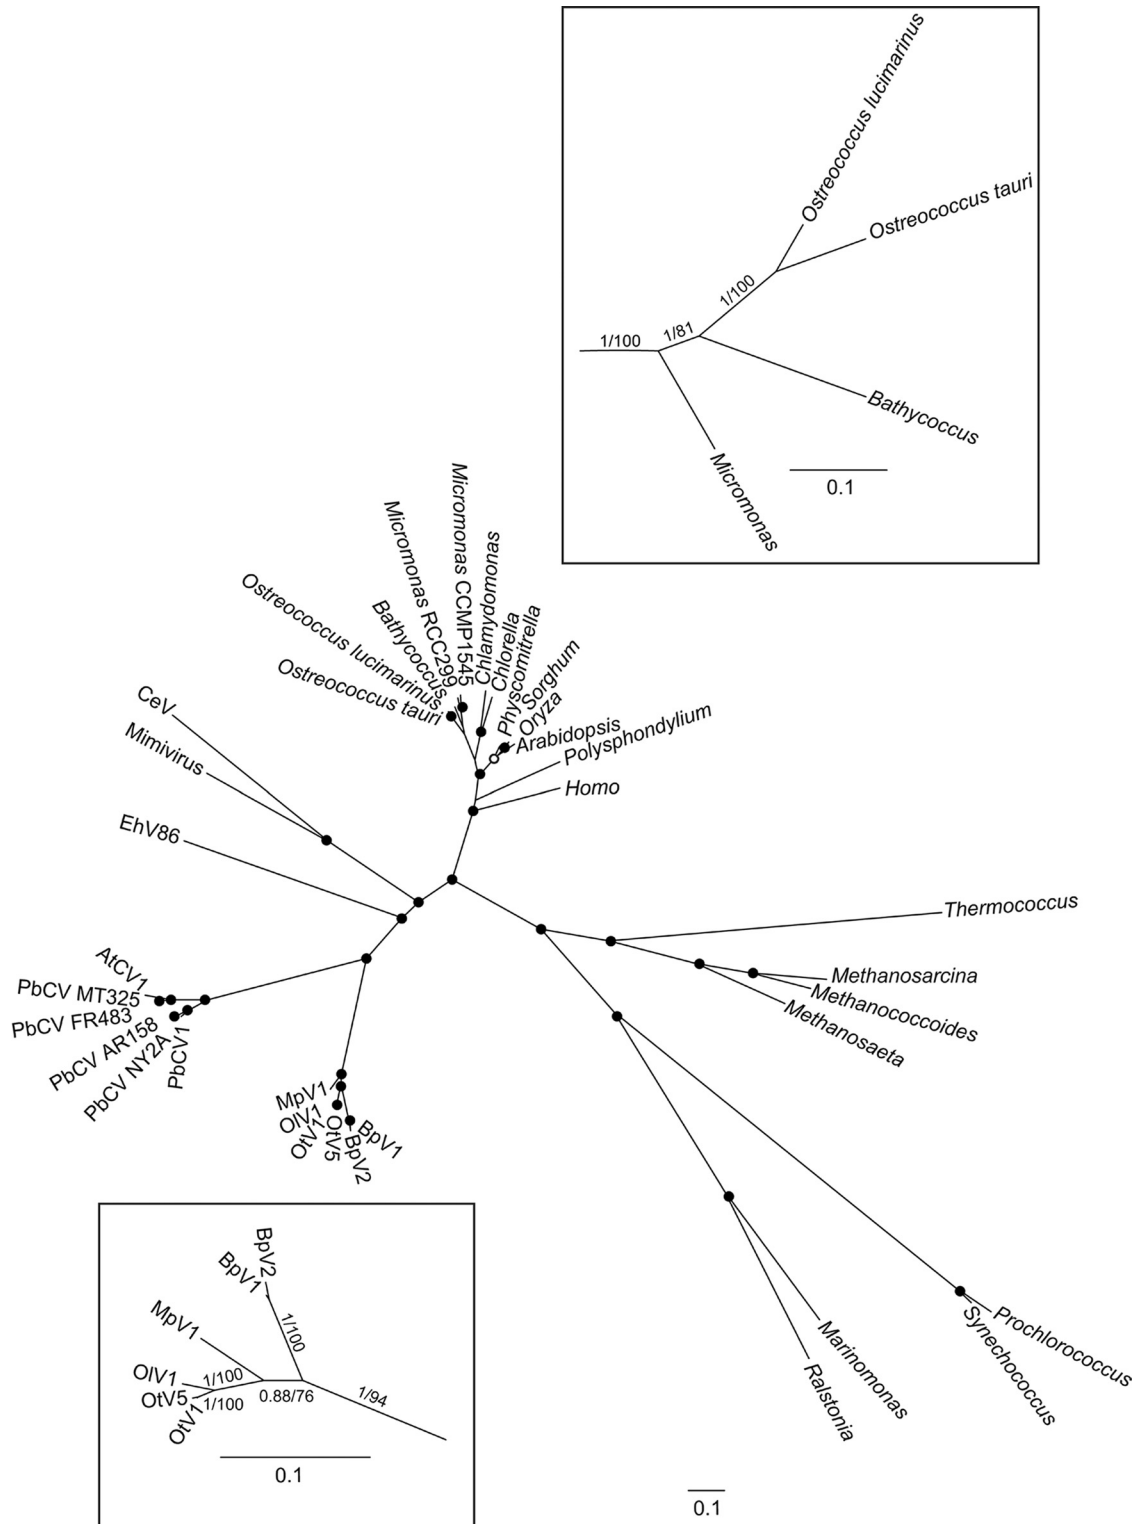 Ostreococcus lucimarinus
Ostreococcus tauri
1/100
1/81
1/100
Bathycoccus
Micromonas
0.1
Micromonas CCMP1545
Micromonas RCC299
Chlamydomonas
Ostreococcus lucimarinus
Bathycoccus
Chlorella
Physcomitrella
Sorghum
Ostreococcus tauri
Oryza
Arabidopsis
Polysphondylium
Homo
CeV
Mimivirus
EhV86
Thermococcus
AtCV1
PbCV MT325
PbCV FR483
PbCV AR158
PbCV NY2A
PbCV1
Methanosarcina
Methanococcoides
Methanosaeta
MpV1
OlV1
OtV1
OtV5
BpV2
BpV1
BpV2
BpV1
1/100
MpV1
OlV1
1/100
OtV5
1/100
OtV1
0.88/76
1/94
0.1
Prochlorococcus
Synechococcus
Marinomonas
Ralstonia
0.1